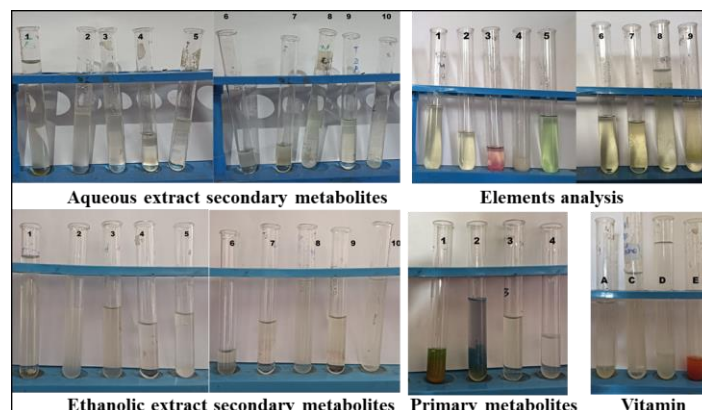 1 2 3 4 5 6 7 8 9 10
1 2 3 4 5 6 7 8 9
Aqueous extract secondary metabolites
Elements analysis
1 2 3 4 5 6 7 8 9 10
1 2 3 4
A C D E
Ethanolic extract secondary metabolites
Primary metabolites
Vitamin